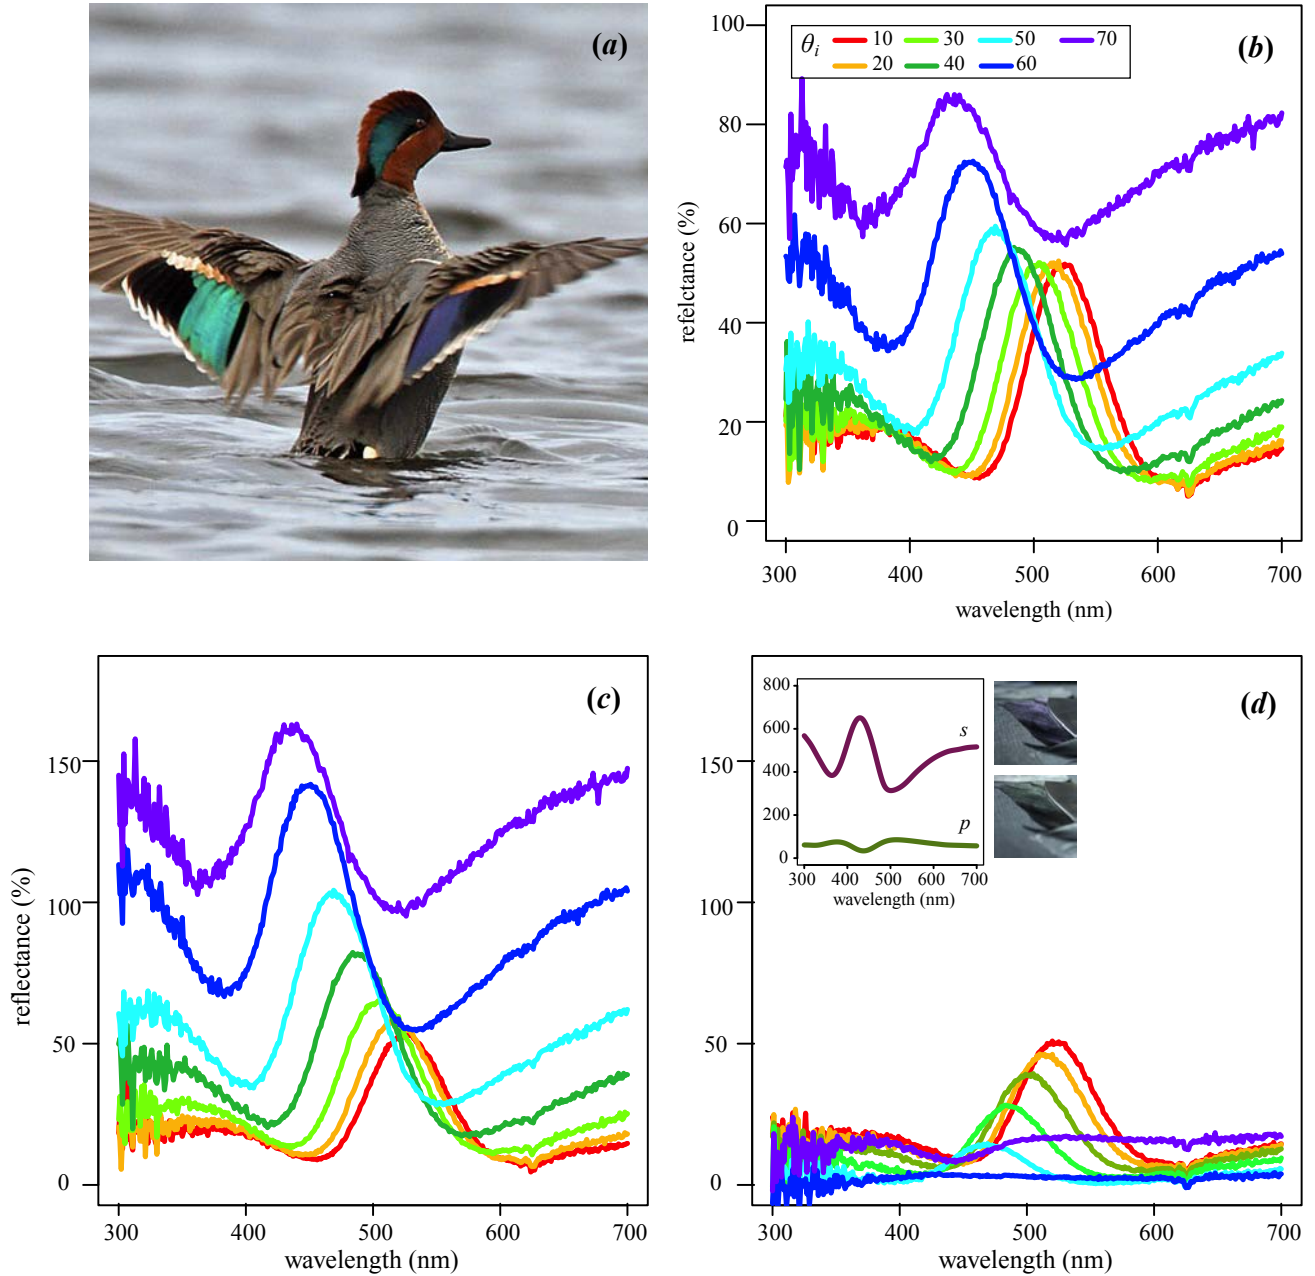 (a)
(b)
θi 10 30 50 70
20 40 60
100
80
60
40
20
0
refelctance (%)
300 400 500 600 700
wavelength (nm)
(c)
150
100
50
0
reflectance (%)
300 400 500 600 700
wavelength (nm)
(d)
800
600
400
200
0
s
p
300 400 500 600 700
wavelength (nm)
150
100
50
0
300 400 500 600 700
wavelength (nm)